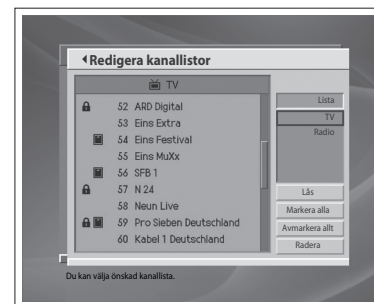 Redigera kanallistor
TV
52 ARD Digital
53 Eins Extra
54 Eins Festival
55 Eins MuXx
56 SFB 1
57 N 24
58 Neun Live
59 Pro Sieben Deutschland
60 Kabel 1 Deutschland
Lista
TV
Radio
Lås
Markera alla
Avmarkera allt
Radera
Du kan välja önskad kanallista.